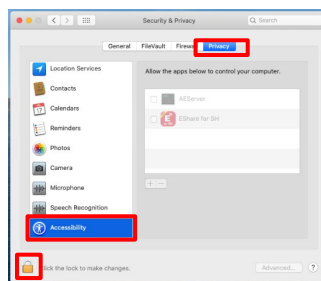 Security & Privacy
Search
General FileVault Firewall Privacy
Location Services
Contacts
Calendars
Reminders
Photos
Camera
Microphone
Speech Recognition
Accessibility
Allow the apps below to control your computer.
AEServer
EShare for SH
+ −
Click the lock to make changes.
Advanced...
?